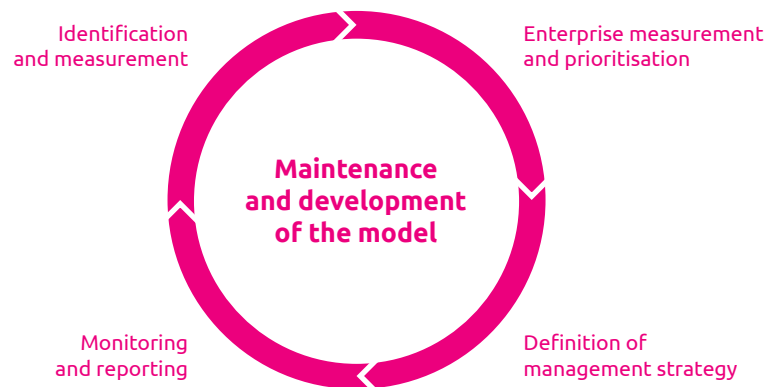 Identification
and measurement
Enterprise measurement
and prioritisation
Maintenance
and development
of the model
Monitoring
and reporting
Definition of
management strategy